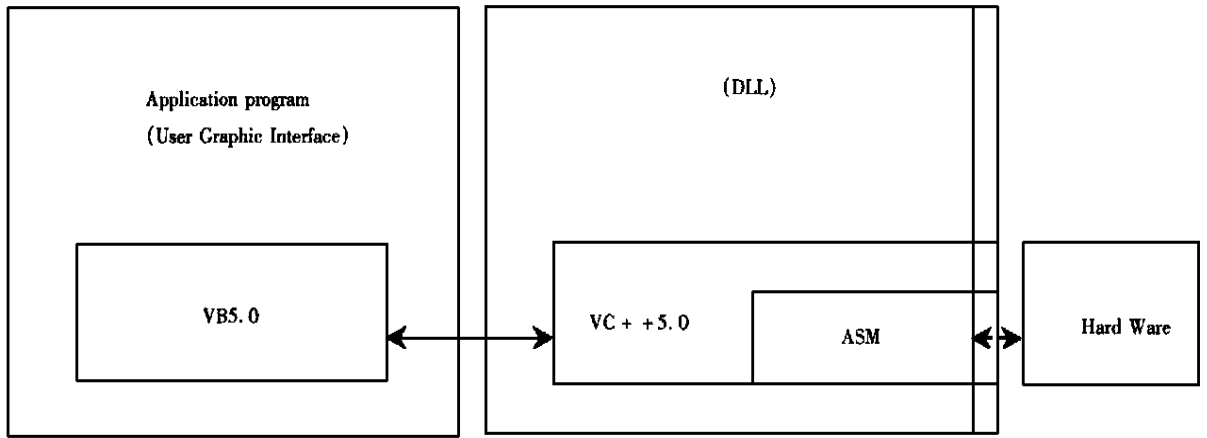 Application program
(User Graphic Interface)
(DLL)
VB5.0
VC + +5.0
ASM
Hard Ware